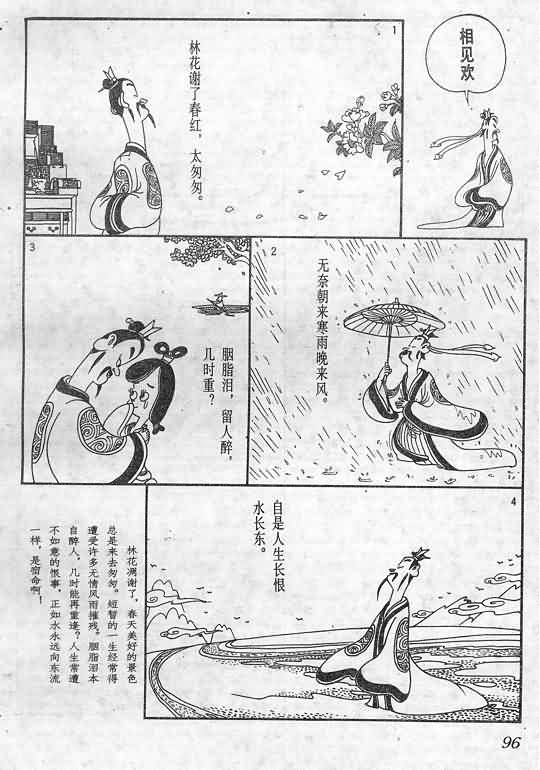 相见欢
1
林花谢了春红，太匆匆。
2
无奈朝来寒雨晚来风。
3
胭脂泪，留人醉，
几时重？
4
自是人生长恨
水长东。
林花凋谢了，春天美好的景色
总是来去匆匆。短暂的一生经常得
遭受许多无情风雨摧残。胭脂泪本
自醉人，几时能再重逢？人生常遭
不如意的恨事，正如水永远向东流
一样，是宿命啊！
96